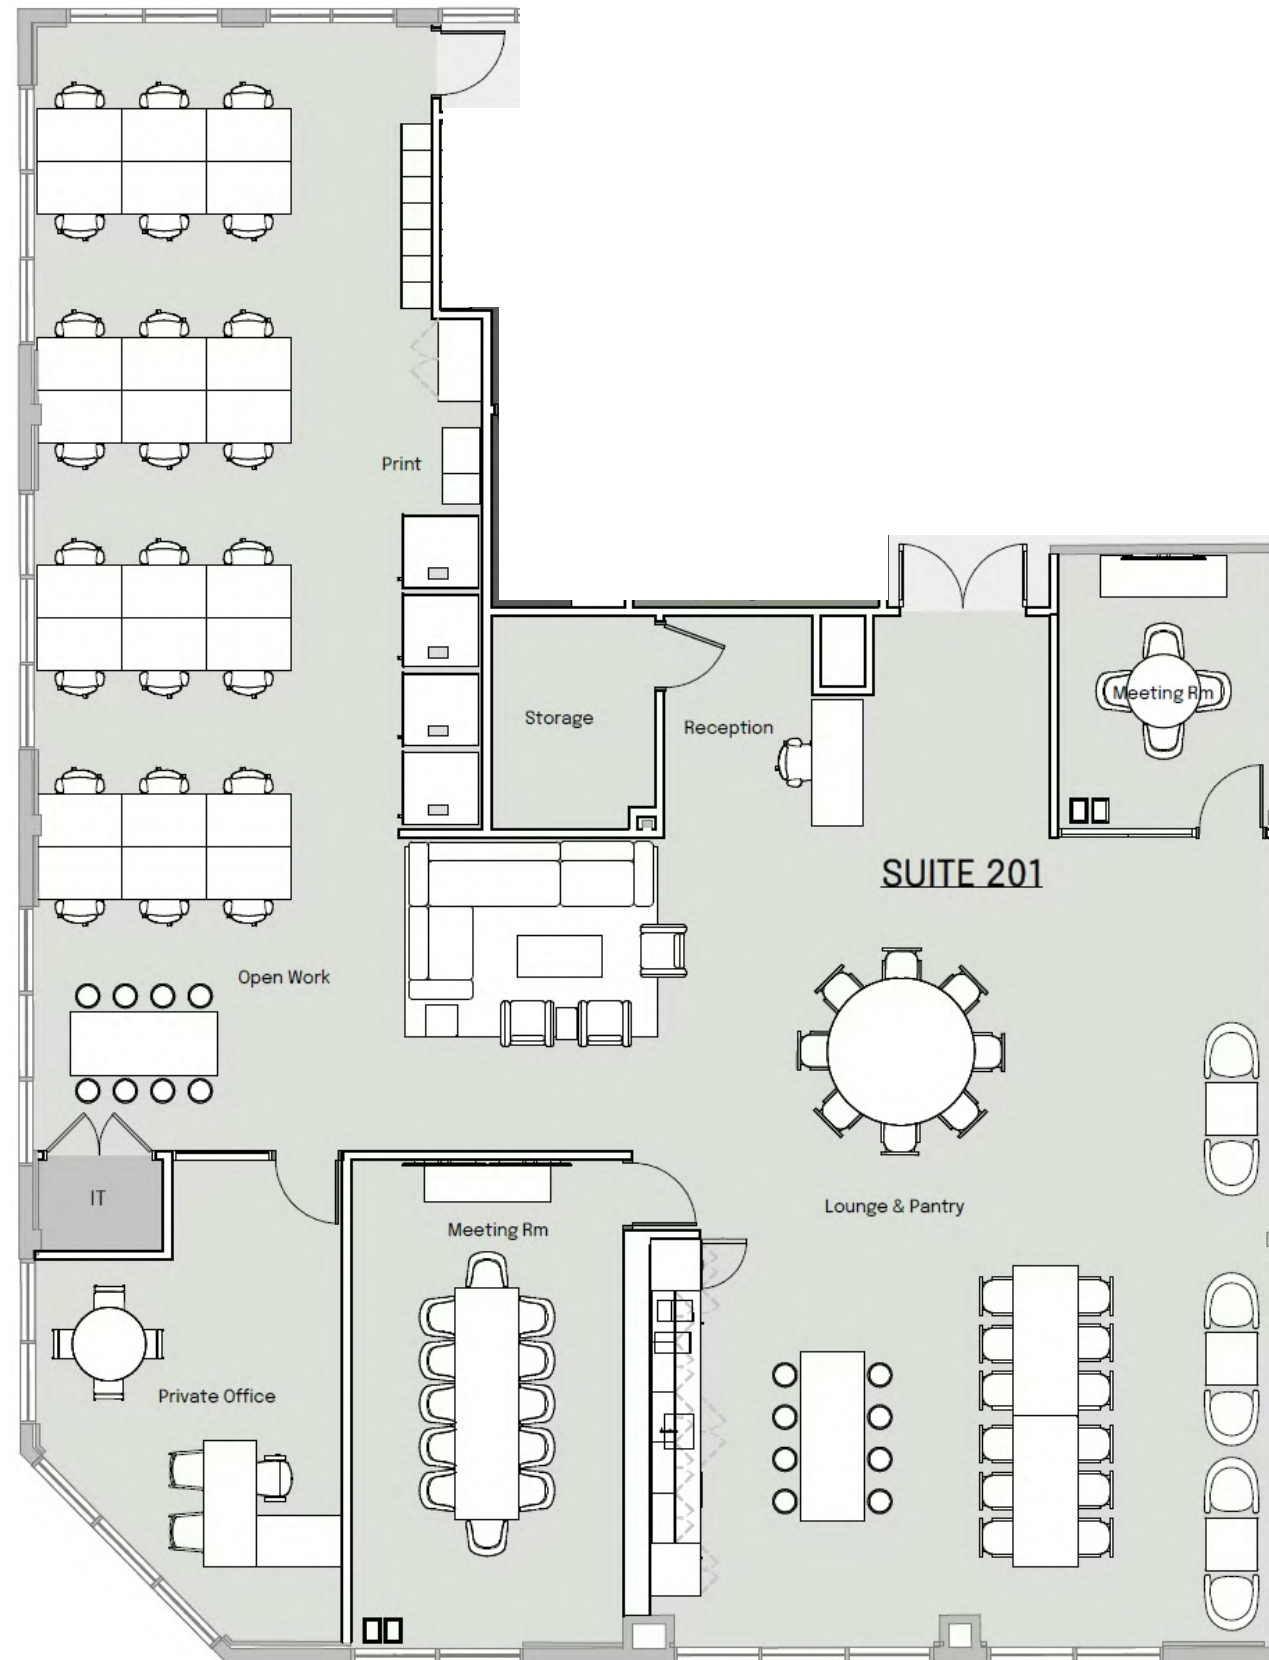 Print
Meeting Rm
Storage
Reception
SUITE 201
Open Work
IT
Lounge & Pantry
Meeting Rm
Private Office